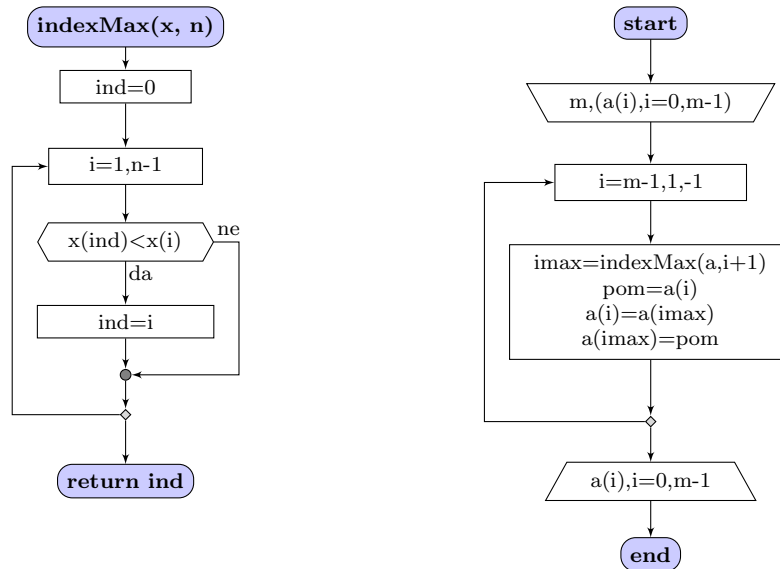 indexMax(x, n)
ind=0
i=1,n-1
x(ind)<x(i)
ne
da
ind=i
return ind
start
m,(a(i),i=0,m-1)
i=m-1,1,-1
imax=indexMax(a,i+1)
pom=a(i)
a(i)=a(imax)
a(imax)=pom
a(i),i=0,m-1
end